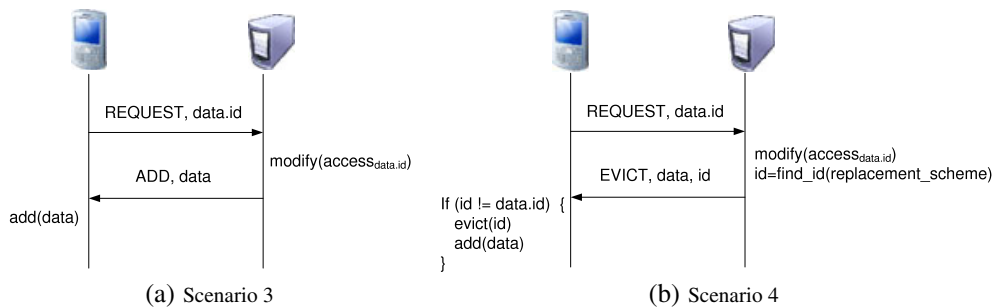 REQUEST, data.id
modify(access_data.id)
ADD, data
add(data)
(a) Scenario 3
REQUEST, data.id
modify(access_data.id)
id=find_id(replacement_scheme)
EVICT, data, id
If (id != data.id) {
evict(id)
add(data)
}
(b) Scenario 4